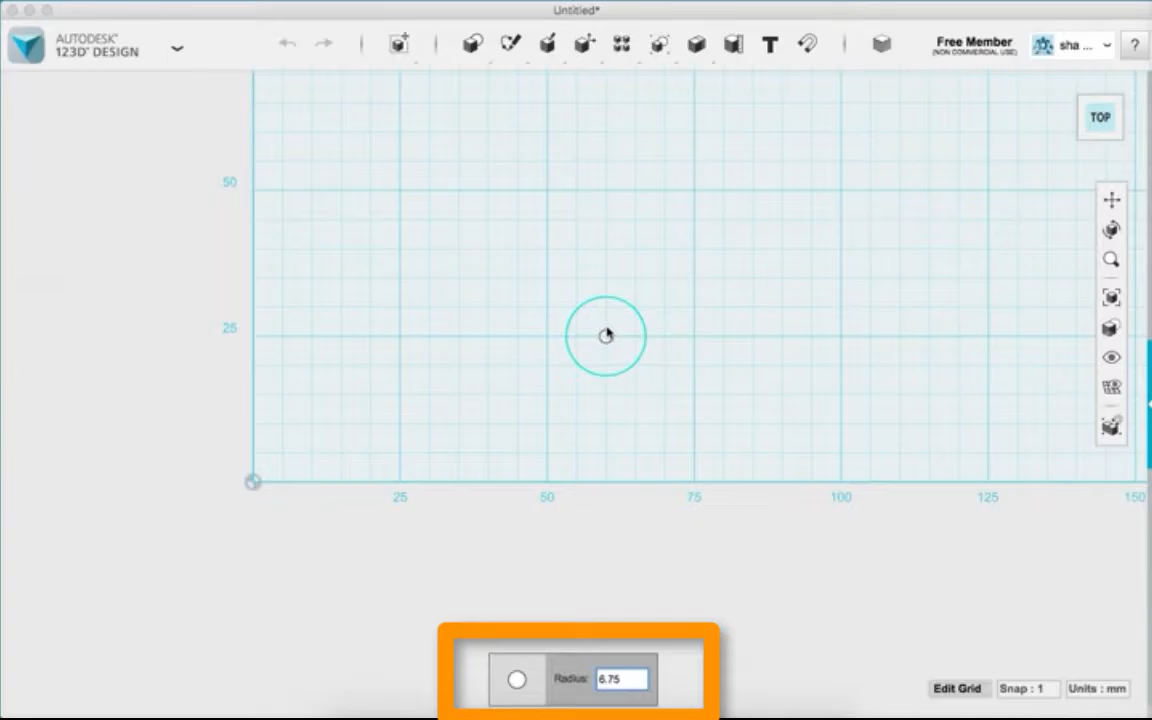 Untitled*
AUTODESK®
123D® DESIGN
Free Member
(NON COMMERCIAL USE)
sha ...
?
TOP
50
25
25
50
75
100
125
150
Radius:
6.75
Edit Grid
Snap : 1
Units : mm